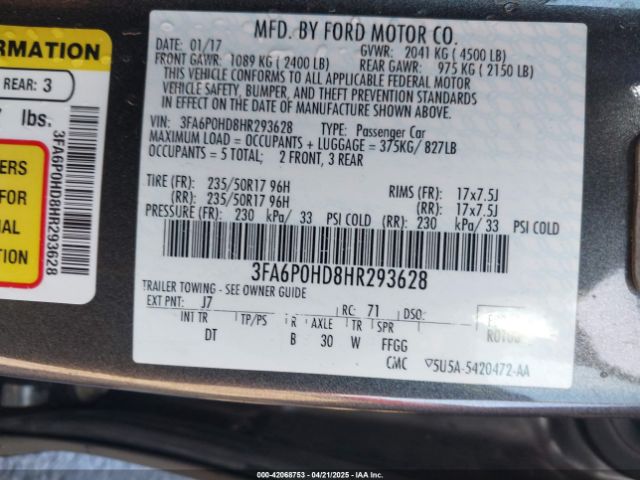 ORMATION
REAR: 3
lbs.
ERS
FOR
AL
ION
3FA6P0HD8HR293628
MFD. BY FORD MOTOR CO.
DATE: 01/17 GVWR: 2041 KG ( 4500 LB)
FRONT GAWR: 1089 KG ( 2400 LB) REAR GAWR: 975 KG ( 2150 LB)
THIS VEHICLE CONFORMS TO ALL APPLICABLE FEDERAL MOTOR
VEHICLE SAFETY, BUMPER, AND THEFT PREVENTION STANDARDS
IN EFFECT ON THE DATE OF MANUFACTURE SHOWN ABOVE.
VIN: 3FA6P0HD8HR293628 TYPE: Passenger Car
MAXIMUM LOAD = OCCUPANTS + LUGGAGE = 375KG/ 827LB
OCCUPANTS = 5 TOTAL; 2 FRONT, 3 REAR
TIRE (FR): 235/50R17 96H RIMS (FR): 17x7.5J
(RR): 235/50R17 96H (RR): 17x7.5J
PRESSURE (FR): 230 kPa/ 33 PSI COLD (RR): 230 kPa/ 33 PSI COLD
3FA6P0HD8HR293628
TRAILER TOWING - SEE OWNER GUIDE
EXT PNT: J7 RC: 71 DSO:
INT TR TP/PS R AXLE TR SPR
DT B 30 W FFGG
CMC 5U5A-5420472-AA
IAA 000-42068753 - 04/21/2025 - IAA, Inc.